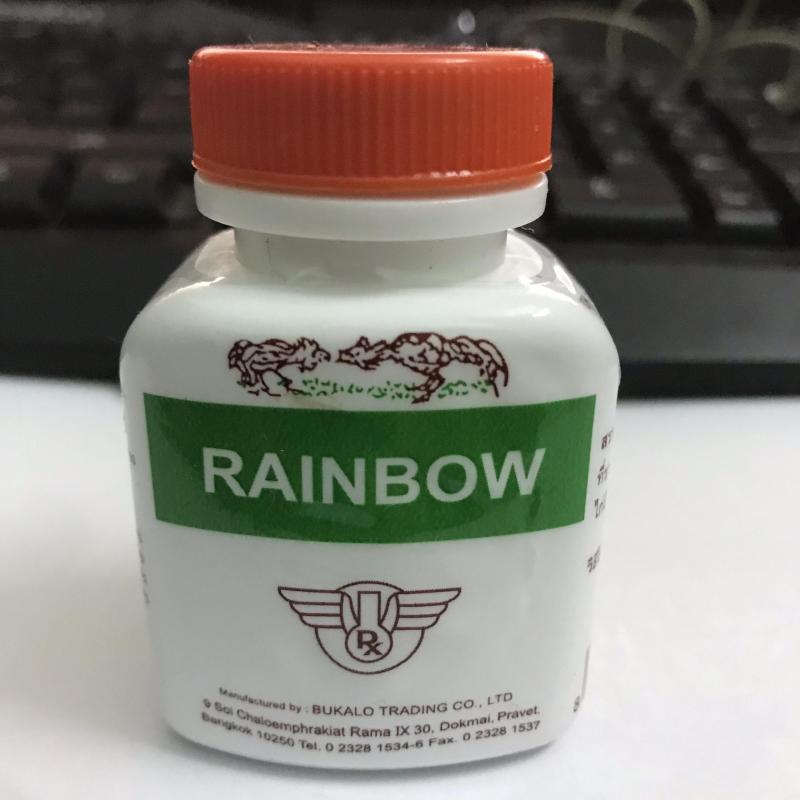 RAINBOW
Rx
Manufactured by : BUKALO TRADING CO., LTD
9 Soi Chaloemphrakiat Rama IX 30, Dokmai, Pravet,
Bangkok 10250 Tel. 0 2328 1534-6 Fax. 0 2328 1537